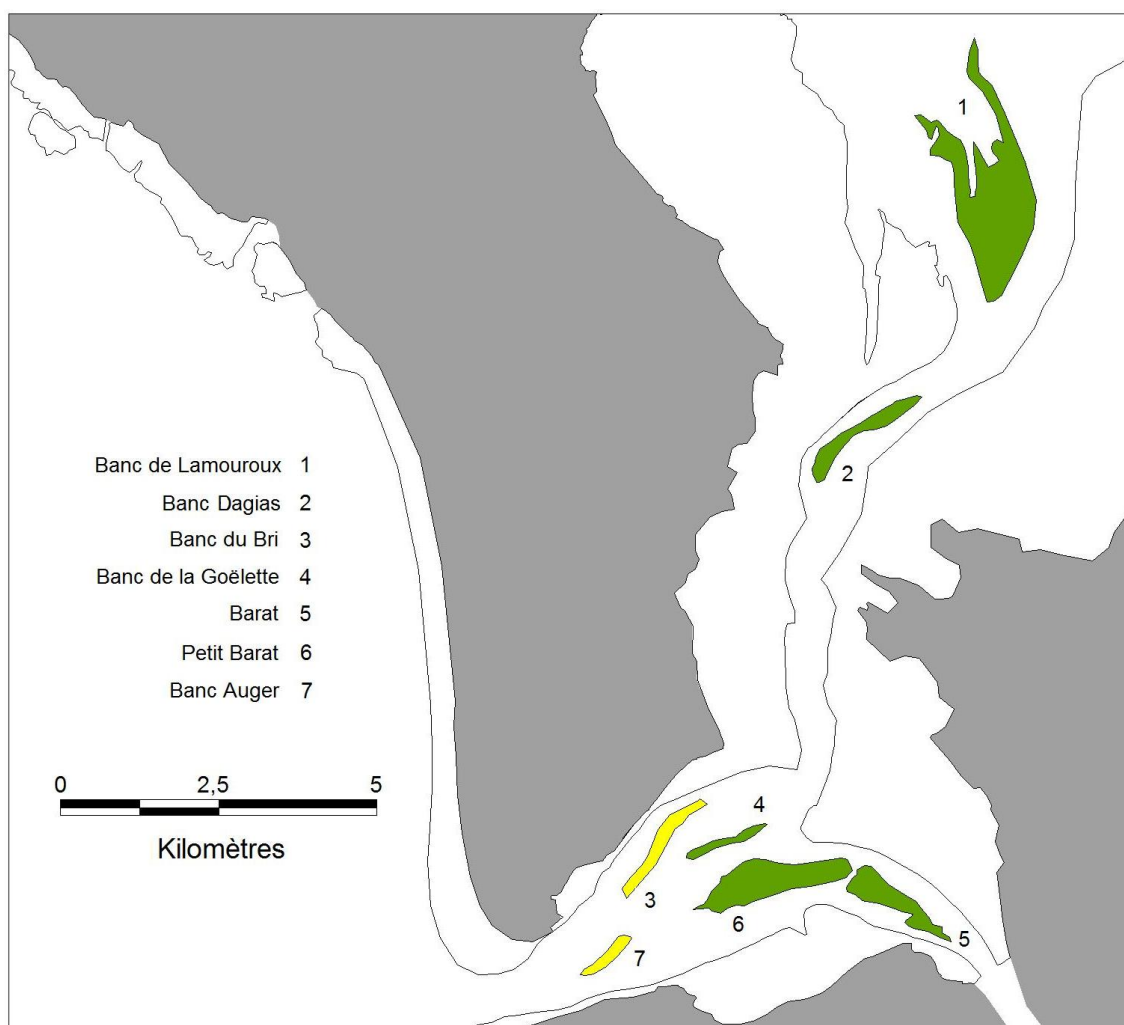 1
2
Banc de Lamouroux 1
Banc Dagias 2
Banc du Bri 3
Banc de la Goëlette 4
Barat 5
Petit Barat 6
Banc Auger 7
0 2,5 5
Kilomètres
4
3
6
5
7